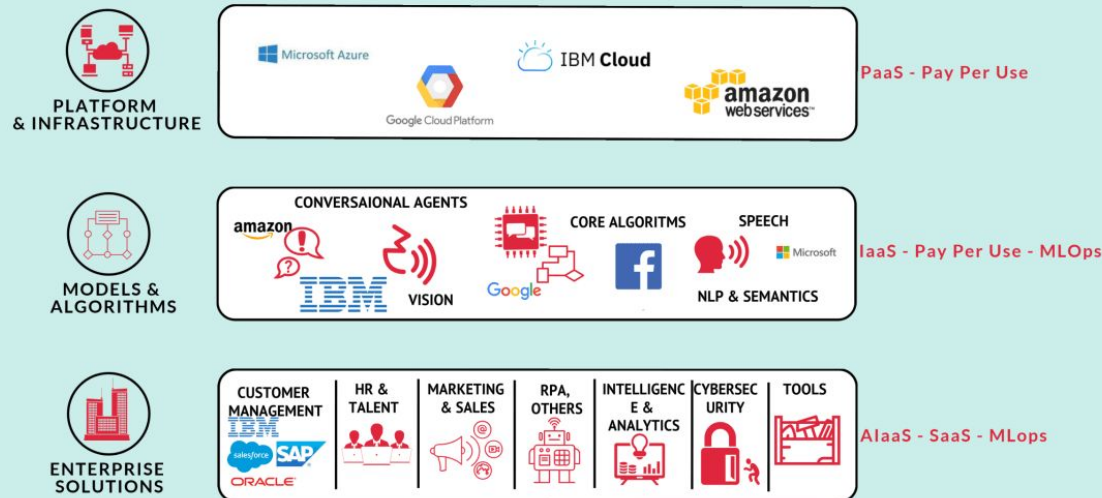 Microsoft Azure
IBM Cloud
Google Cloud Platform
amazon
webservices™
PLATFORM
& INFRASTRUCTURE
PaaS - Pay Per Use
CONVERSAIONAL AGENTS
amazon
IBM
VISION
Google
CORE ALGORITMS
SPEECH
Microsoft
NLP & SEMANTICS
MODELS &
ALGORITHMS
IaaS - Pay Per Use - MLOps
CUSTOMER
MANAGEMENT
IBM
salesforce
SAP
ORACLE
HR &
TALENT
MARKETING
& SALES
@
RPA,
OTHERS
INTELLIGENC
E &
ANALYTICS
CYBERSEC
URITY
TOOLS
ENTERPRISE
SOLUTIONS
AIaaS - SaaS - MLops